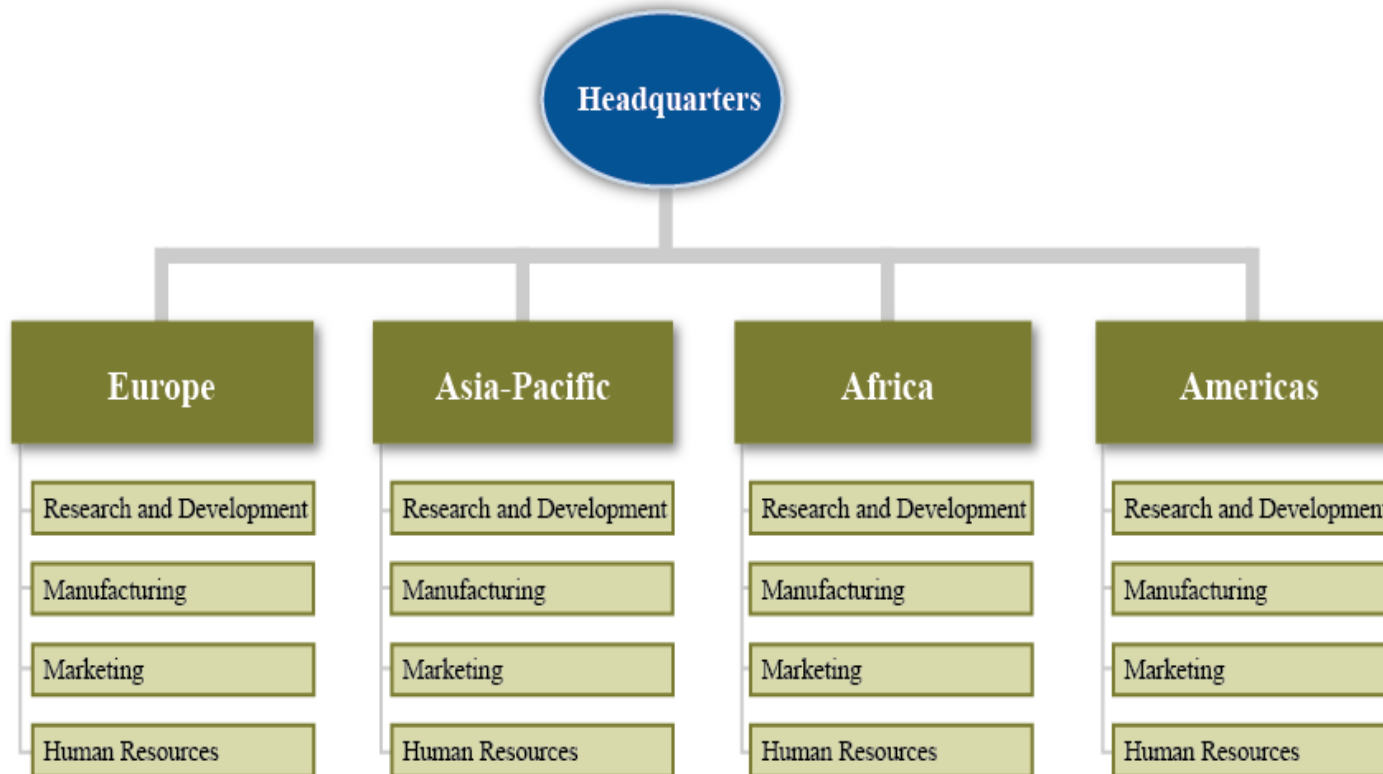 Headquarters
Europe
Asia-Pacific
Africa
Americas
Research and Development
Research and Development
Research and Development
Research and Development
Manufacturing
Manufacturing
Manufacturing
Manufacturing
Marketing
Marketing
Marketing
Marketing
Human Resources
Human Resources
Human Resources
Human Resources